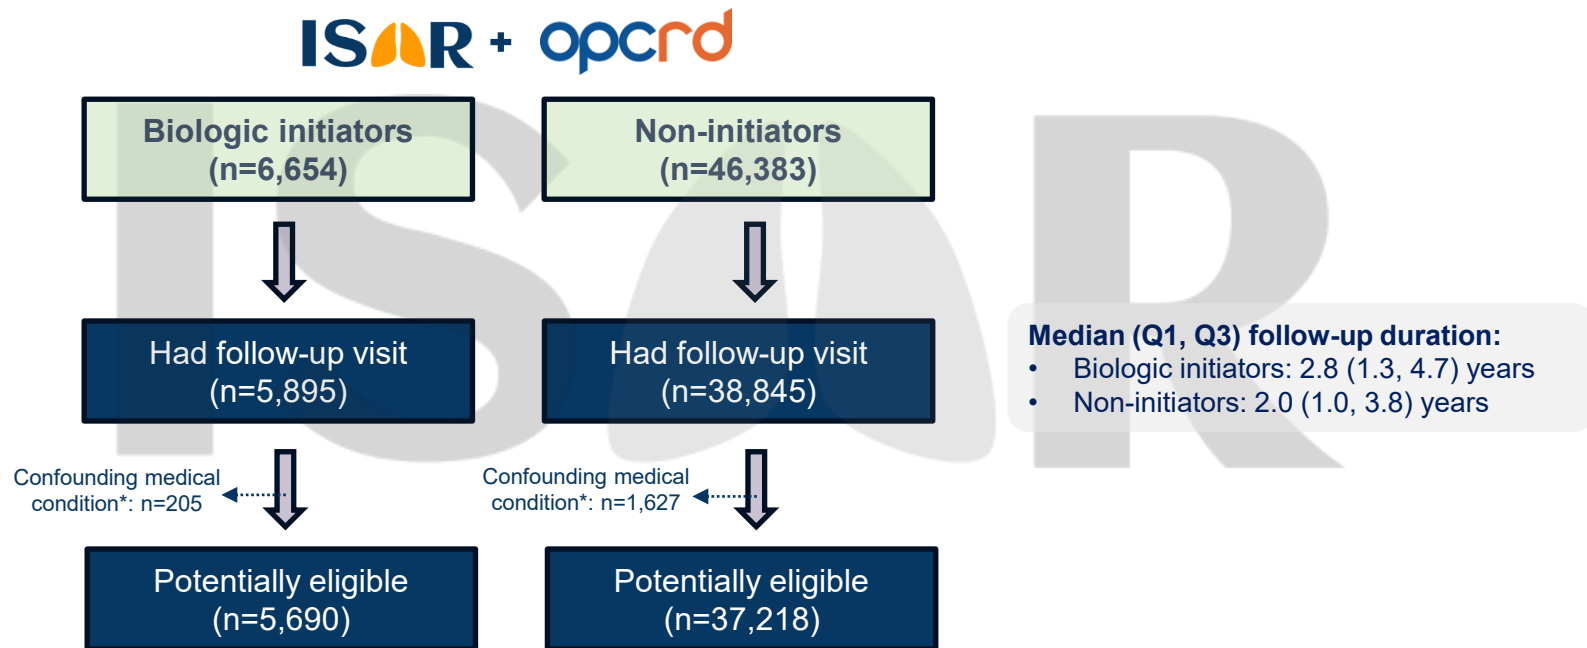 ISAR + opcrd
Biologic initiators
(n=6,654)
Non-initiators
(n=46,383)
Had follow-up visit
(n=5,895)
Had follow-up visit
(n=38,845)
Median (Q1, Q3) follow-up duration:
• Biologic initiators: 2.8 (1.3, 4.7) years
• Non-initiators: 2.0 (1.0, 3.8) years
Confounding medical
condition*: n=205
Confounding medical
condition*: n=1,627
Potentially eligible
(n=5,690)
Potentially eligible
(n=37,218)
ISAR